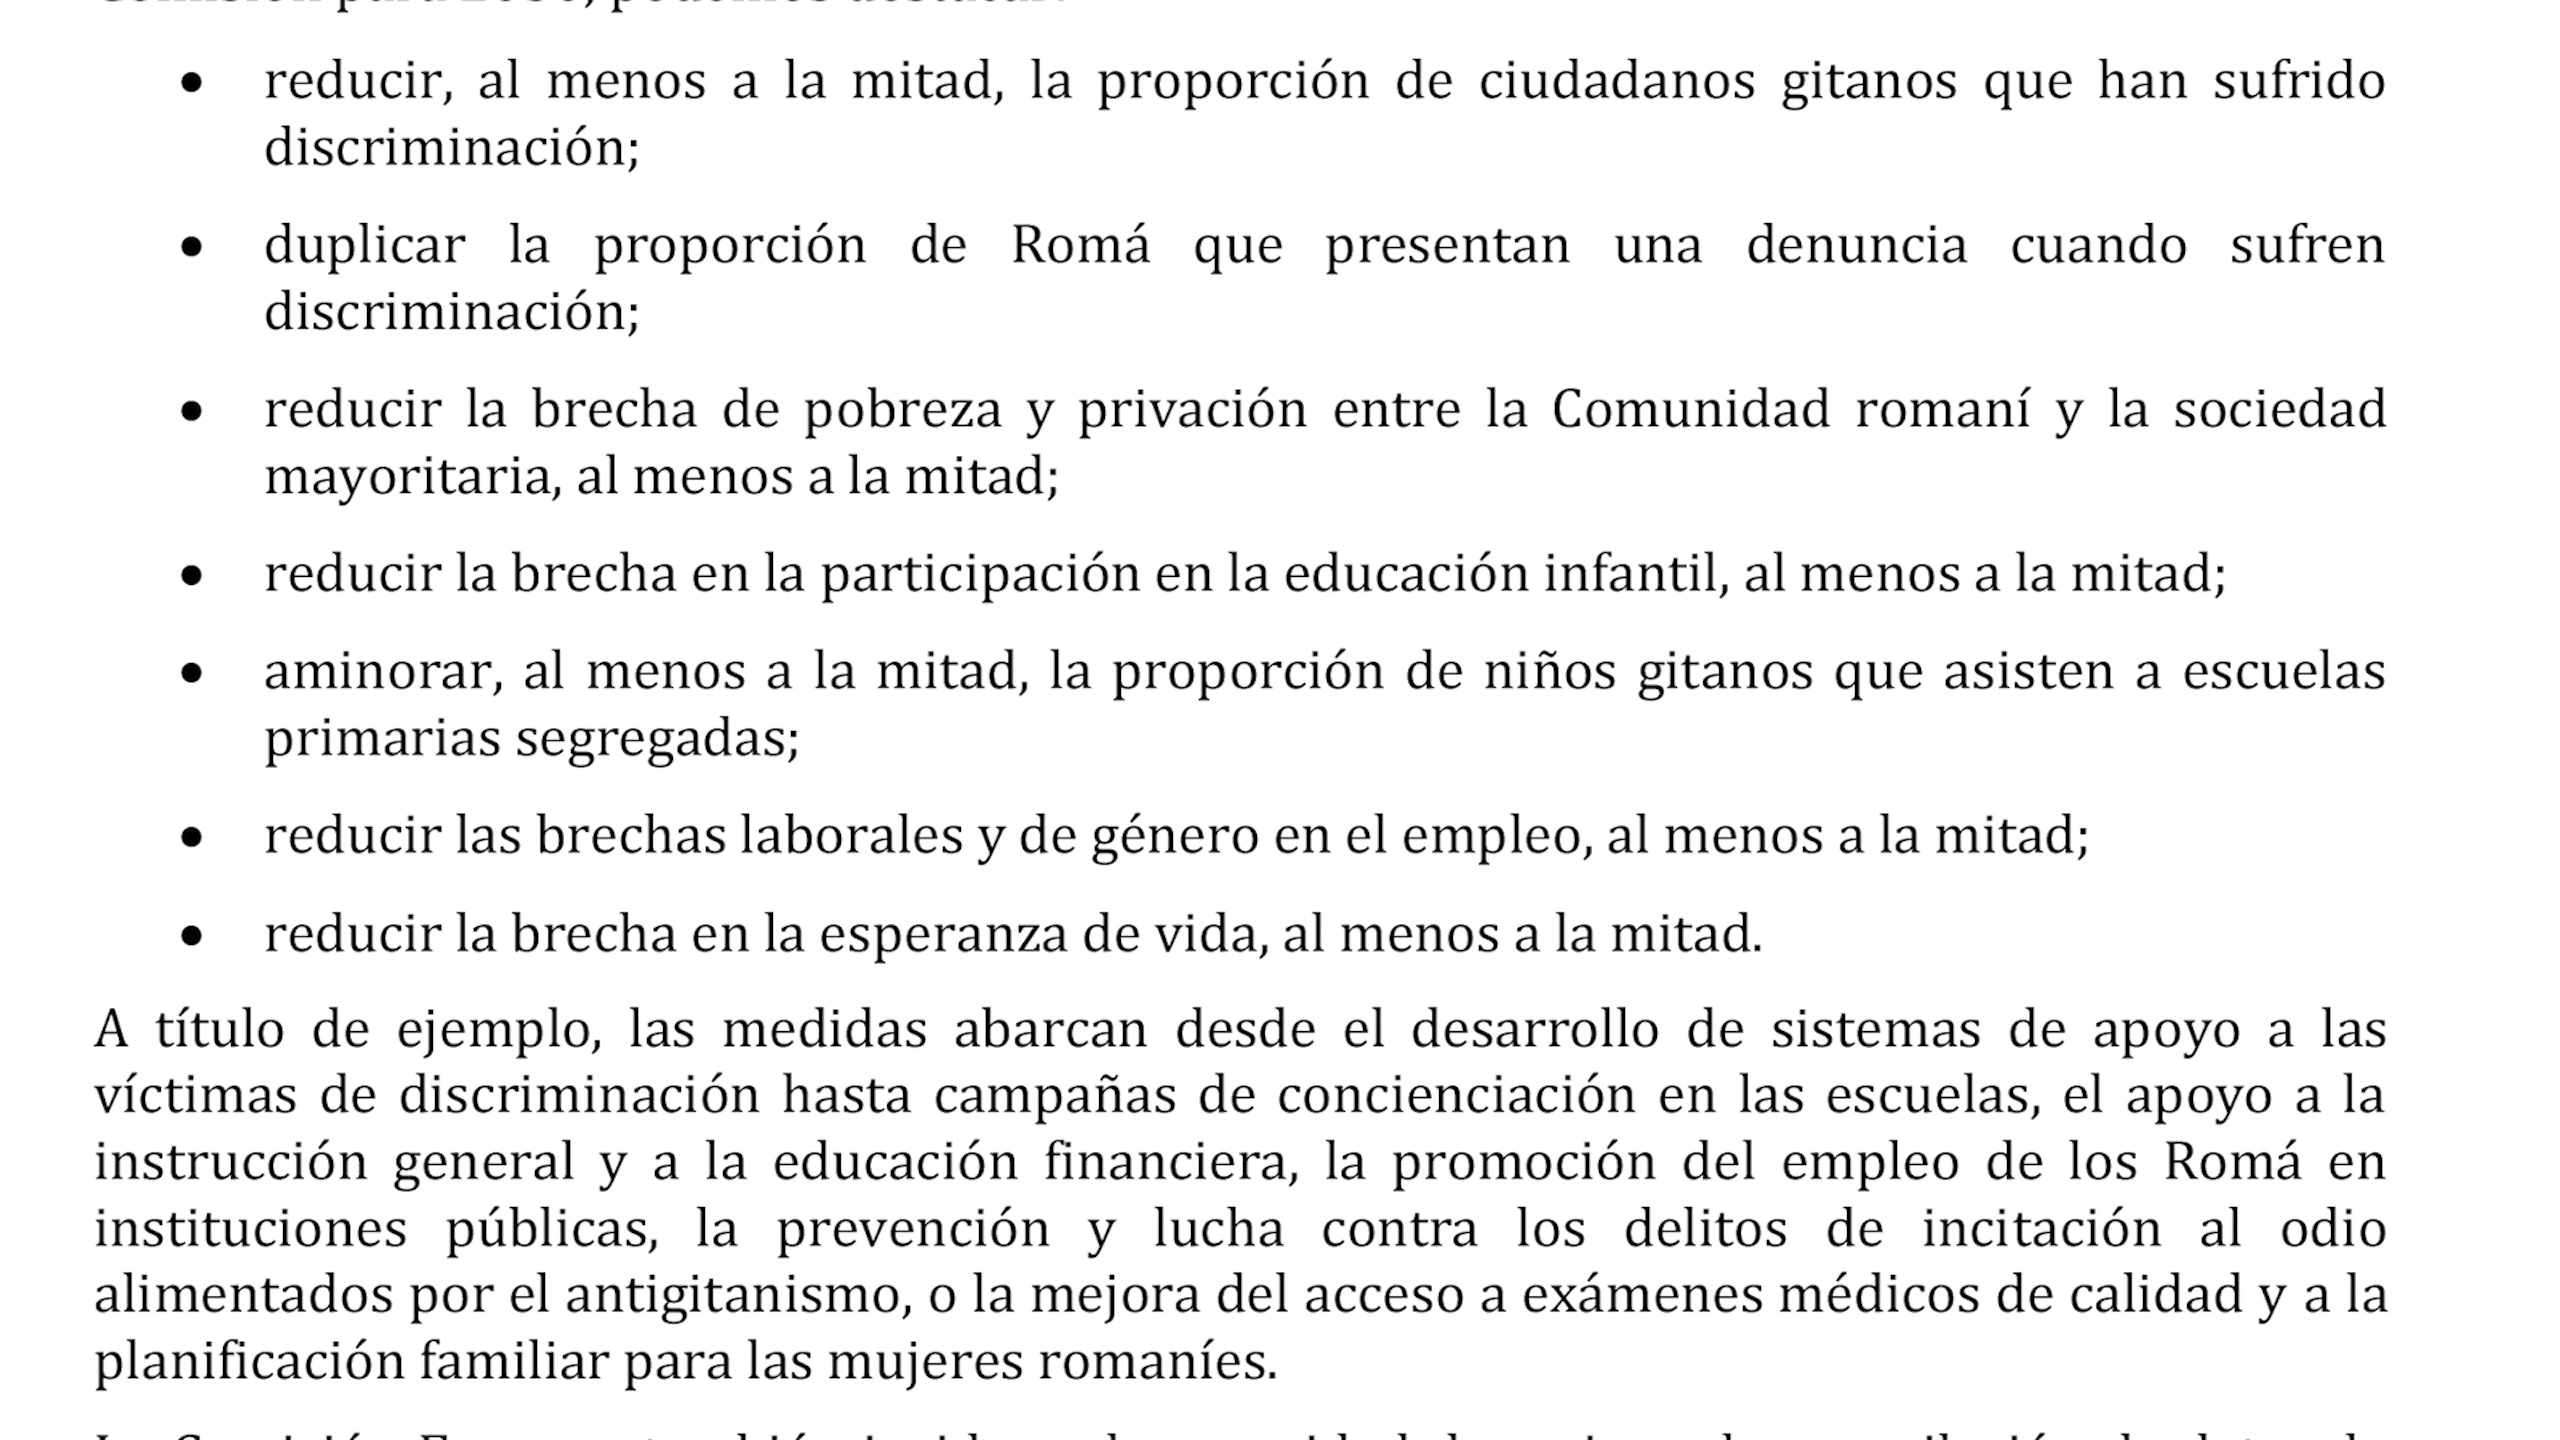 para 2030, podemos destacar:
• reducir, al menos a la mitad, la proporción de ciudadanos gitanos que han sufrido
discriminación;
• duplicar la proporción de Romá que presentan una denuncia cuando sufren
discriminación;
• reducir la brecha de pobreza y privación entre la Comunidad romaní y la sociedad
mayoritaria, al menos a la mitad;
• reducir la brecha en la participación en la educación infantil, al menos a la mitad;
• aminorar, al menos a la mitad, la proporción de niños gitanos que asisten a escuelas
primarias segregadas;
• reducir las brechas laborales y de género en el empleo, al menos a la mitad;
• reducir la brecha en la esperanza de vida, al menos a la mitad.
A título de ejemplo, las medidas abarcan desde el desarrollo de sistemas de apoyo a las
víctimas de discriminación hasta campañas de concienciación en las escuelas, el apoyo a la
instrucción general y a la educación financiera, la promoción del empleo de los Romá en
instituciones públicas, la prevención y lucha contra los delitos de incitación al odio
alimentados por el antigitanismo, o la mejora del acceso a exámenes médicos de calidad y a la
planificación familiar para las mujeres romaníes.